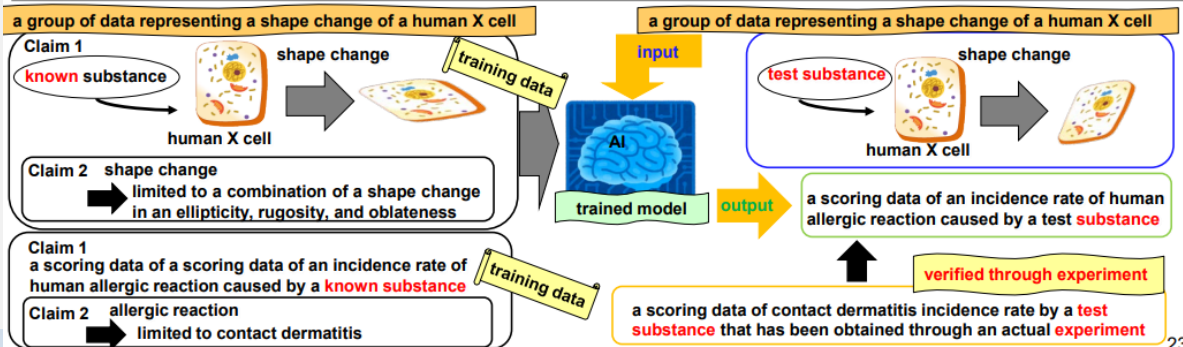 a group of data representing a shape change of a human X cell
Claim 1
known substance
shape change
human X cell
training data
Claim 2 shape change
limited to a combination of a shape change
in an ellipticity, rugosity, and oblateness
Claim 1
a scoring data of a scoring data of an incidence rate of
human allergic reaction caused by a known substance
training data
Claim 2 allergic reaction
limited to contact dermatitis
AI
trained model
input
output
a group of data representing a shape change of a human X cell
test substance
shape change
human X cell
a scoring data of an incidence rate of human
allergic reaction caused by a test substance
verified through experiment
a scoring data of contact dermatitis incidence rate by a test
substance that has been obtained through an actual experiment
23